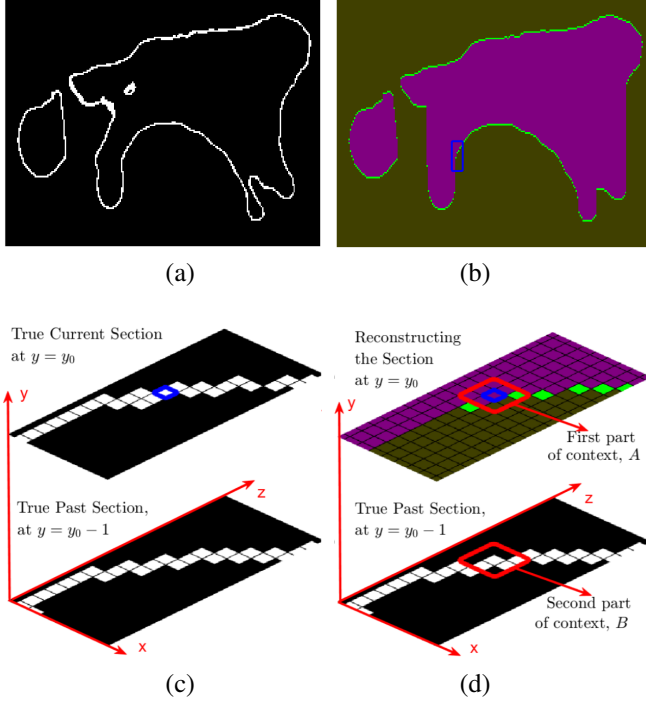 (a)
(b)
True Current Section
at y = y₀
y
z
True Past Section,
at y = y₀ − 1
x
(c)
Reconstructing
the Section
at y = y₀
y
First part
of context, A
z
True Past Section,
at y = y₀ − 1
Second part
of context, B
x
(d)